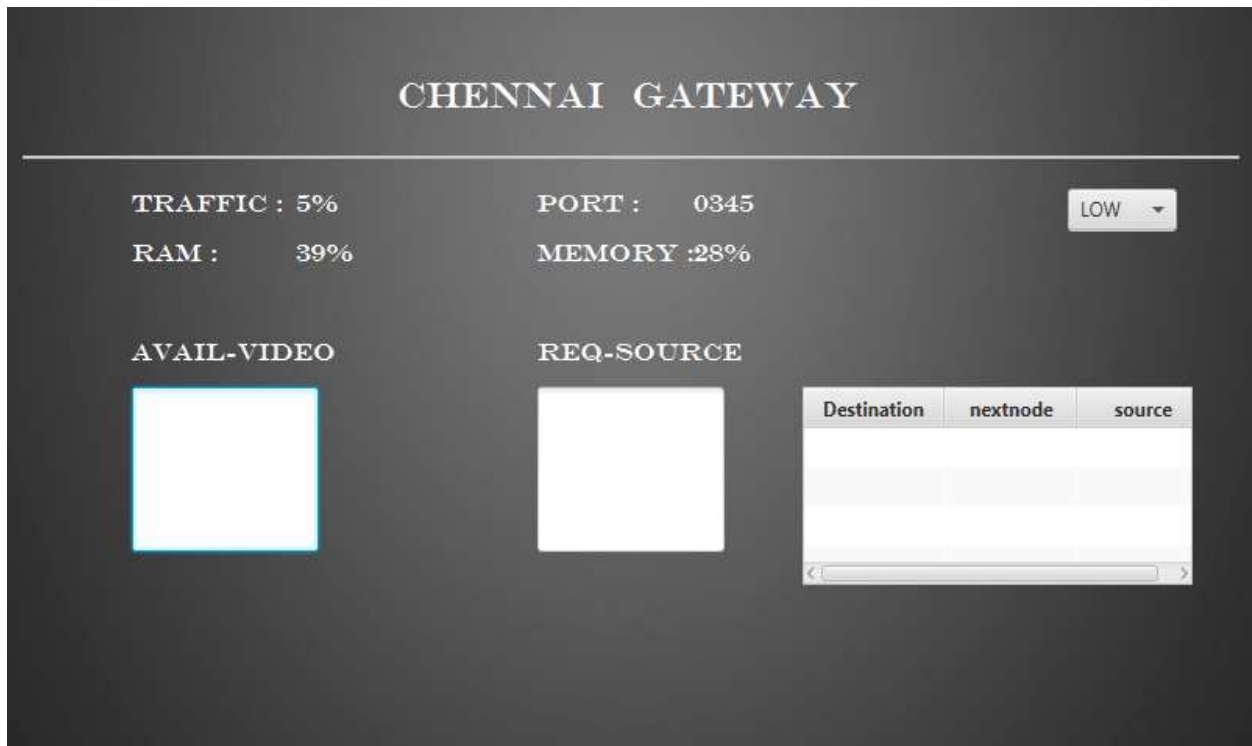 CHENNAI GATEWAY
TRAFFIC : 5% PORT : 0345 LOW
RAM : 39% MEMORY :28%
AVAIL-VIDEO REQ-SOURCE
Destination nextnode source